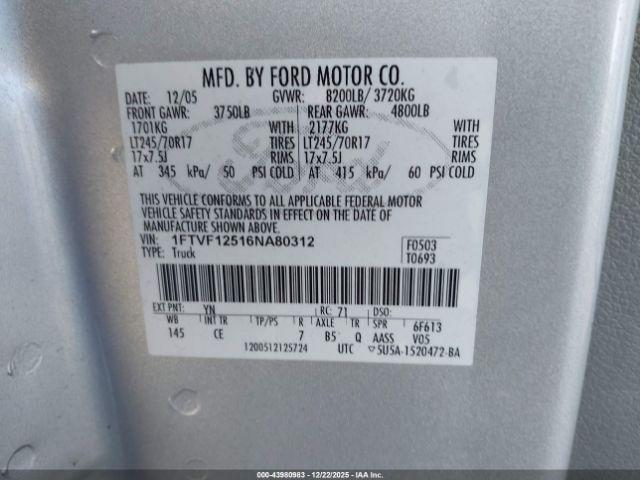 MFD. BY FORD MOTOR CO.
DATE: 12/05 GVWR: 8200LB/ 3720KG
FRONT GAWR: 3750LB REAR GAWR: 4800LB
1701KG WITH 2177KG WITH
LT245/70R17 TIRES LT245/70R17 TIRES
17x7.5J RIMS 17x7.5J RIMS
AT 345 kPa/ 50 PSI COLD AT 415 kPa/ 60 PSI COLD
THIS VEHICLE CONFORMS TO ALL APPLICABLE FEDERAL MOTOR
VEHICLE SAFETY STANDARDS IN EFFECT ON THE DATE OF
MANUFACTURE SHOWN ABOVE.
VIN: 1FTVF12516NA80312 F0503
TYPE: Truck T0693
EXT PNT: YN RC: 71 DSO:
WB INT TR TP/PS R AXLE TR SPR 6F613
145 CE 7 B5 Q AASS V05
1200512125724 UTC ▽5U5A-1520472-BA
1 - 43980983 - 12/22/2025 - IAAI.COM